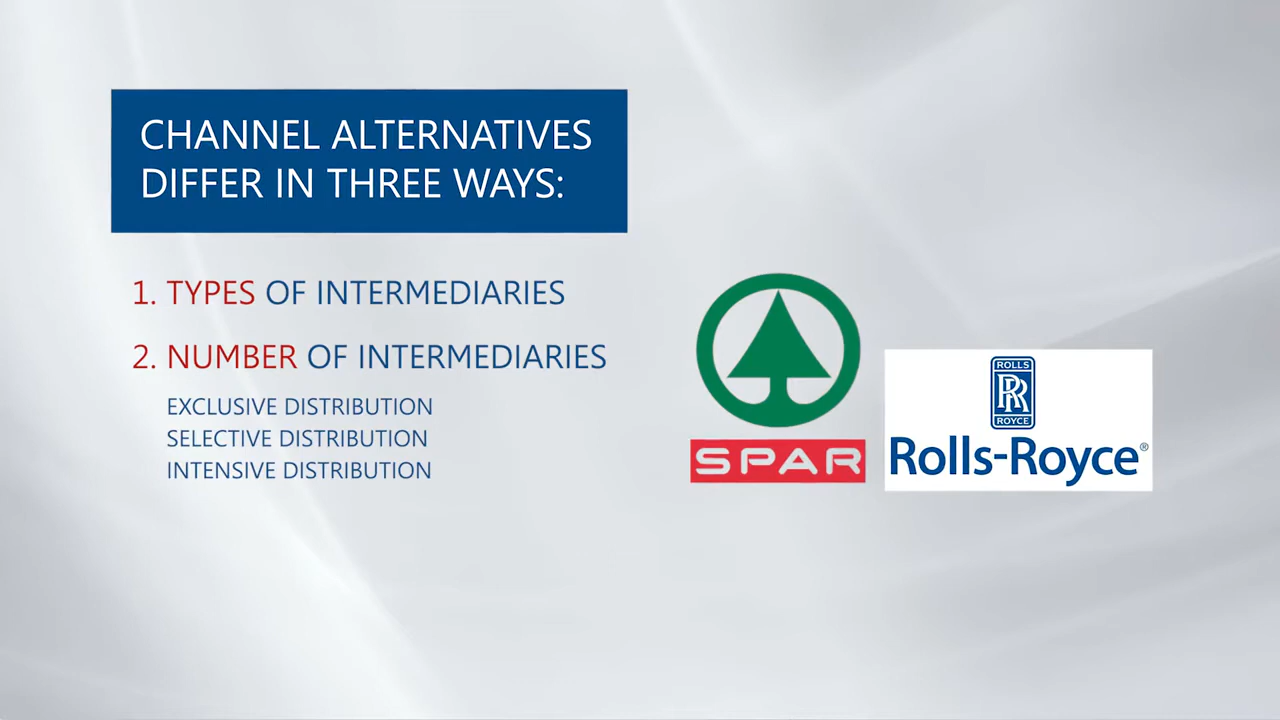 CHANNEL ALTERNATIVES
DIFFER IN THREE WAYS:
1. TYPES OF INTERMEDIARIES
2. NUMBER OF INTERMEDIARIES
EXCLUSIVE DISTRIBUTION
SELECTIVE DISTRIBUTION
INTENSIVE DISTRIBUTION
SPAR
ROLLS
RR
ROYCE
Rolls-Royce®